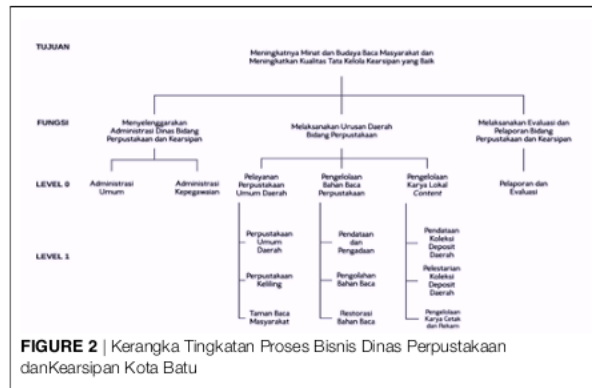 TUJUAN
Meningkatnya Minat dan Budaya Baca Masyarakat dan
Meningkatkan Kualitas Tata Kelola Kearsipan yang Baik
FUNGSI
Menyelenggarakan
Administrasi Dinas Bidang
Perpustakaan dan Kearsipan
Melaksanakan Urusan Daerah
Bidang Perpustakaan
Melaksanakan Evaluasi dan
Pelaporan Bidang
Perpustakaan dan Kearsipan
LEVEL 0
Administrasi
Umum
Administrasi
Kepegawaian
Pelayanan
Perpustakaan
Umum Daerah
Pengelolaan
Bahan Baca
Perpustakaan
Pengelolaan
Karya Lokal
Content
Pelaporan dan
Evaluasi
LEVEL 1
Perpustakaan
Umum
Daerah
Pendataan
dan
Pengadaan
Pendataan
Koleksi
Deposit
Daerah
Perpustakaan
Keliling
Pengolahan
Bahan Baca
Pelestarian
Koleksi
Deposit
Daerah
Taman Baca
Masyarakat
Restorasi
Bahan Baca
Pengelolaan
Karya Cetak
dan Rekam
FIGURE 2 | Kerangka Tingkatan Proses Bisnis Dinas Perpustakaan
danKearsipan Kota Batu